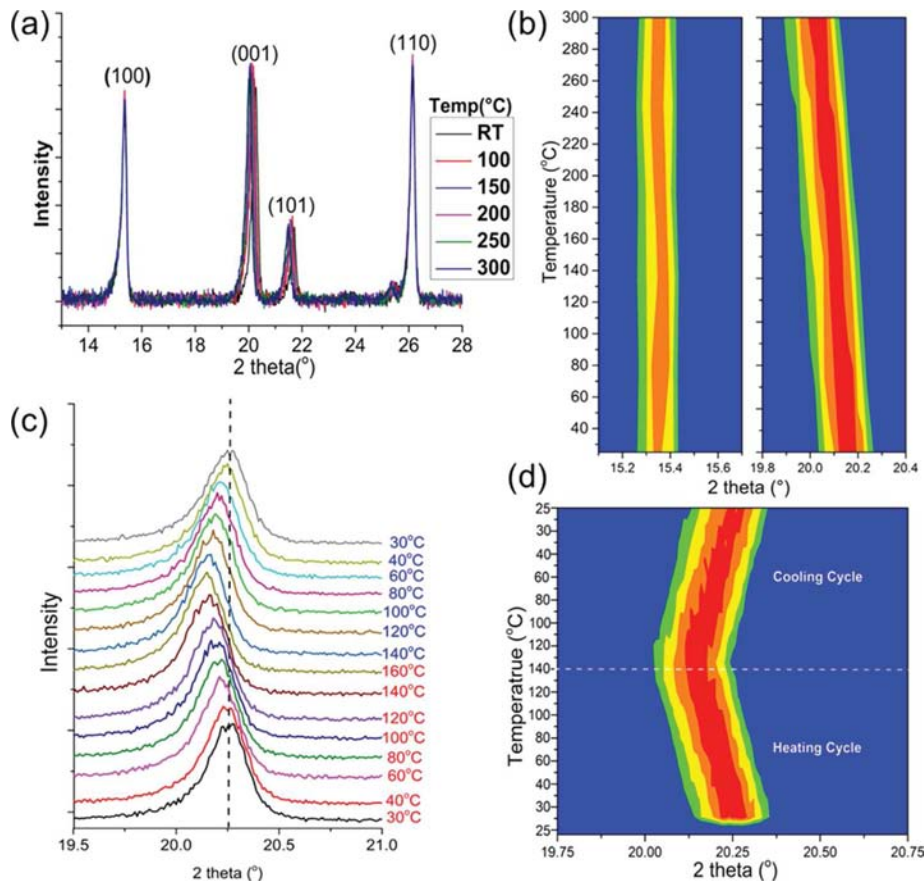 (a)
(100)
(001)
(101)
(110)
Temp(°C)
RT
100
150
200
250
300
Intensity
14 16 18 20 22 24 26 28
2 theta(°)
(b)
300
280
260
240
220
200
180
160
140
120
100
80
60
40
Temperature (°C)
15.2 15.4 15.6
19.8 20.0 20.2 20.4
2 theta (°)
(c)
Intensity
30°C
40°C
60°C
80°C
100°C
120°C
140°C
160°C
140°C
120°C
100°C
80°C
60°C
40°C
30°C
19.5 20.0 20.5 21.0
2 theta (°)
(d)
25
30
40
60
80
100
120
140
120
100
80
60
40
30
25
Temperatrue (°C)
Cooling Cycle
Heating Cycle
19.75 20.00 20.25 20.50 20.75
2 theta (°)